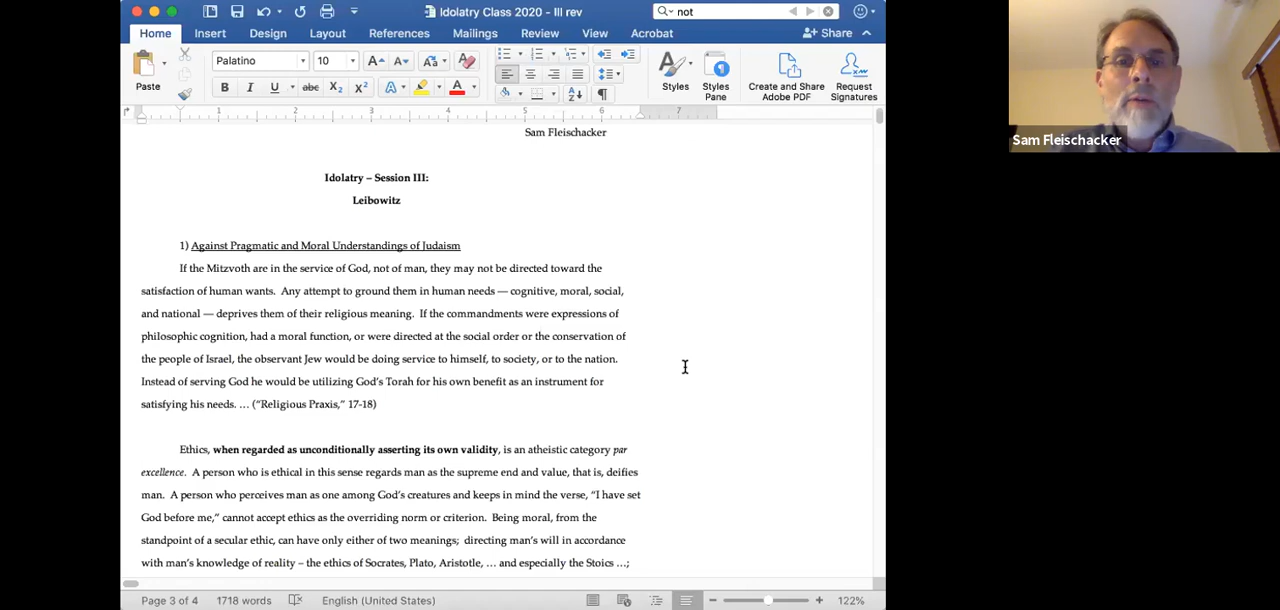 Idolatry Class 2020 - III rev
not
Home Insert Design Layout References Mailings Review View Acrobat Share
Paste Palatino 10 Styles Styles Pane Create and Share Adobe PDF Request Signatures
1 2 3 4 5 6 7
Sam Fleischacker
Idolatry – Session III:
Leibowitz
1) Against Pragmatic and Moral Understandings of Judaism
If the Mitzvoth are in the service of God, not of man, they may not be directed toward the
satisfaction of human wants. Any attempt to ground them in human needs — cognitive, moral, social,
and national — deprives them of their religious meaning. If the commandments were expressions of
philosophic cognition, had a moral function, or were directed at the social order or the conservation of
the people of Israel, the observant Jew would be doing service to himself, to society, or to the nation.
Instead of serving God he would be utilizing God's Torah for his own benefit as an instrument for
satisfying his needs. … ("Religious Praxis," 17-18)
Ethics, when regarded as unconditionally asserting its own validity, is an atheistic category par
excellence. A person who is ethical in this sense regards man as the supreme end and value, that is, deifies
man. A person who perceives man as one among God's creatures and keeps in mind the verse, "I have set
God before me," cannot accept ethics as the overriding norm or criterion. Being moral, from the
standpoint of a secular ethic, can have only either of two meanings; directing man's will in accordance
with man's knowledge of reality – the ethics of Socrates, Plato, Aristotle, … and especially the Stoics …;
Page 3 of 4 1718 words English (United States) 122%
Sam Fleischacker